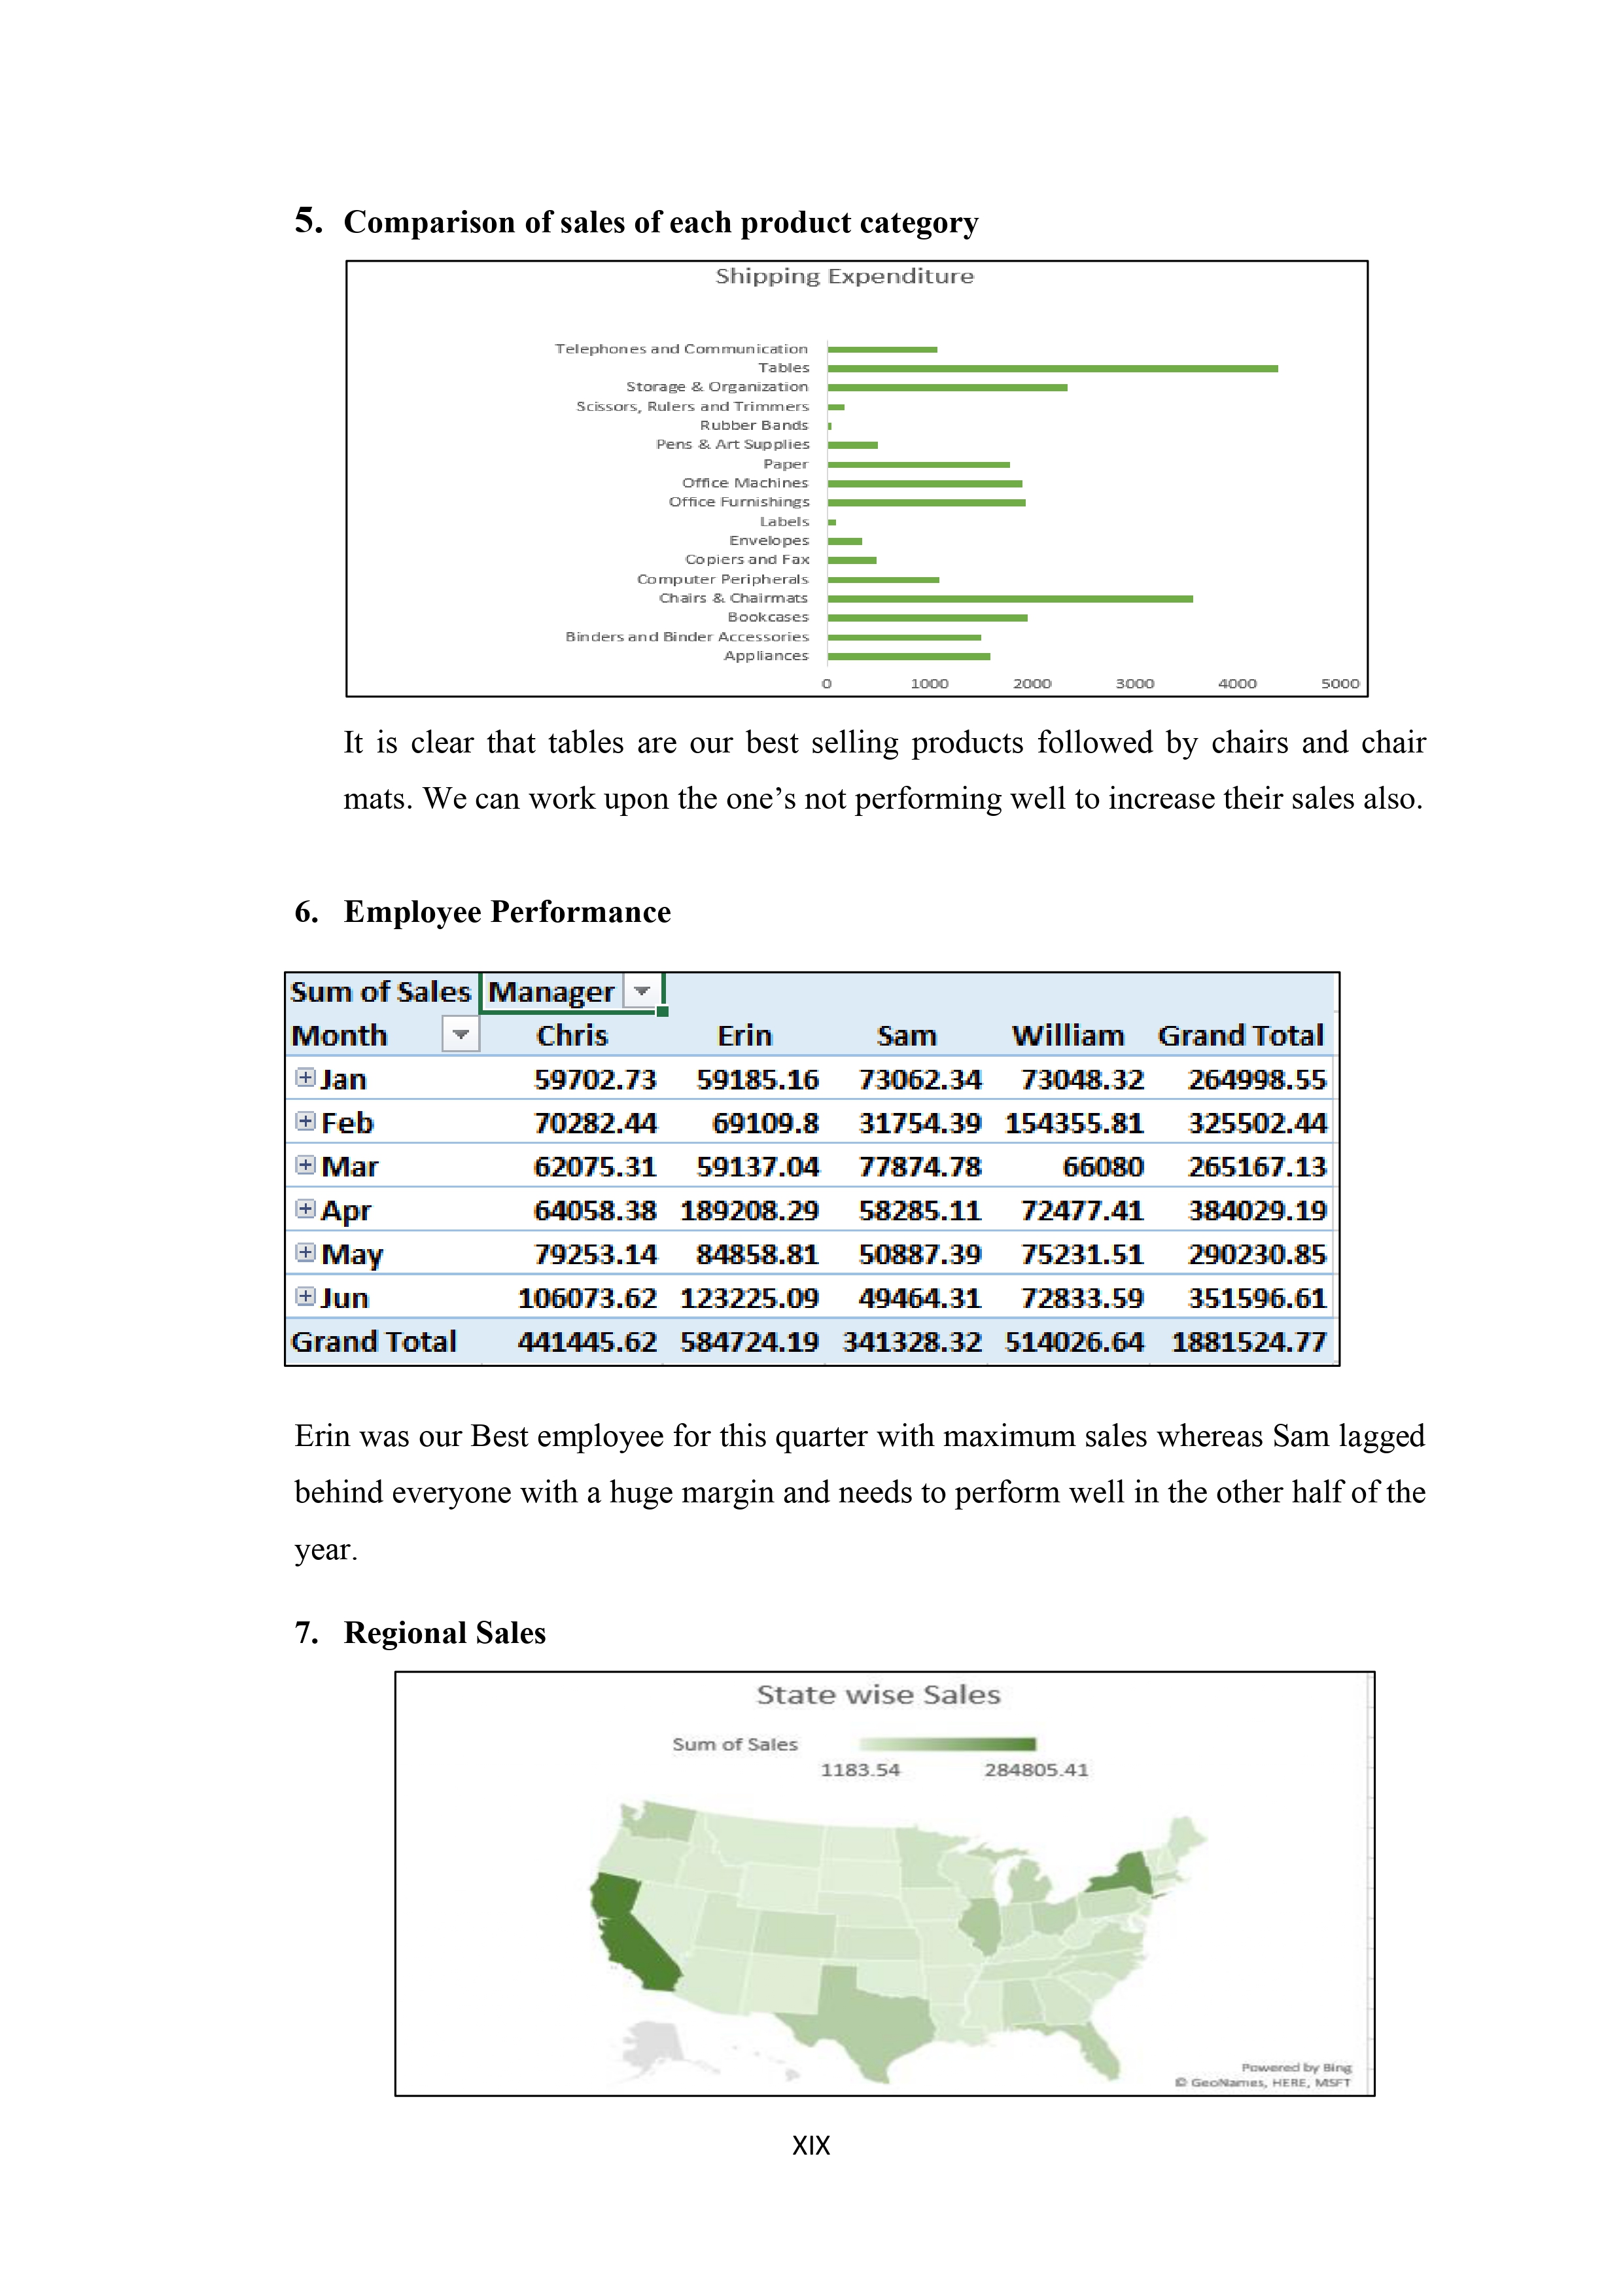 5. Comparison of sales of each product category
Shipping Expenditure
Telephones and Communication
Tables
Storage & Organization
Scissors, Rulers and Trimmers
Rubber Bands
Pens & Art Supplies
Paper
Office Machines
Office Furnishings
Labels
Envelopes
Copiers and Fax
Computer Peripherals
Chairs & Chairmats
Bookcases
Binders and Binder Accessories
Appliances
0 1000 2000 3000 4000 5000
It is clear that tables are our best selling products followed by chairs and chair
mats. We can work upon the one’s not performing well to increase their sales also.
6. Employee Performance
Sum of Sales Manager
Month Chris Erin Sam William Grand Total
Jan 59702.73 59185.16 73062.34 73048.32 264998.55
Feb 70282.44 69109.8 31754.39 154355.81 325502.44
Mar 62075.31 59137.04 77874.78 66080 265167.13
Apr 64058.38 189208.29 58285.11 72477.41 384029.19
May 79253.14 84858.81 50887.39 75231.51 290230.85
Jun 106073.62 123225.09 49464.31 72833.59 351596.61
Grand Total 441445.62 584724.19 341328.32 514026.64 1881524.77
Erin was our Best employee for this quarter with maximum sales whereas Sam lagged
behind everyone with a huge margin and needs to perform well in the other half of the
year.
7. Regional Sales
State wise Sales
Sum of Sales
1183.54 284805.41
Powered by Bing
© GeoNames, HERE, MSFT
XIX